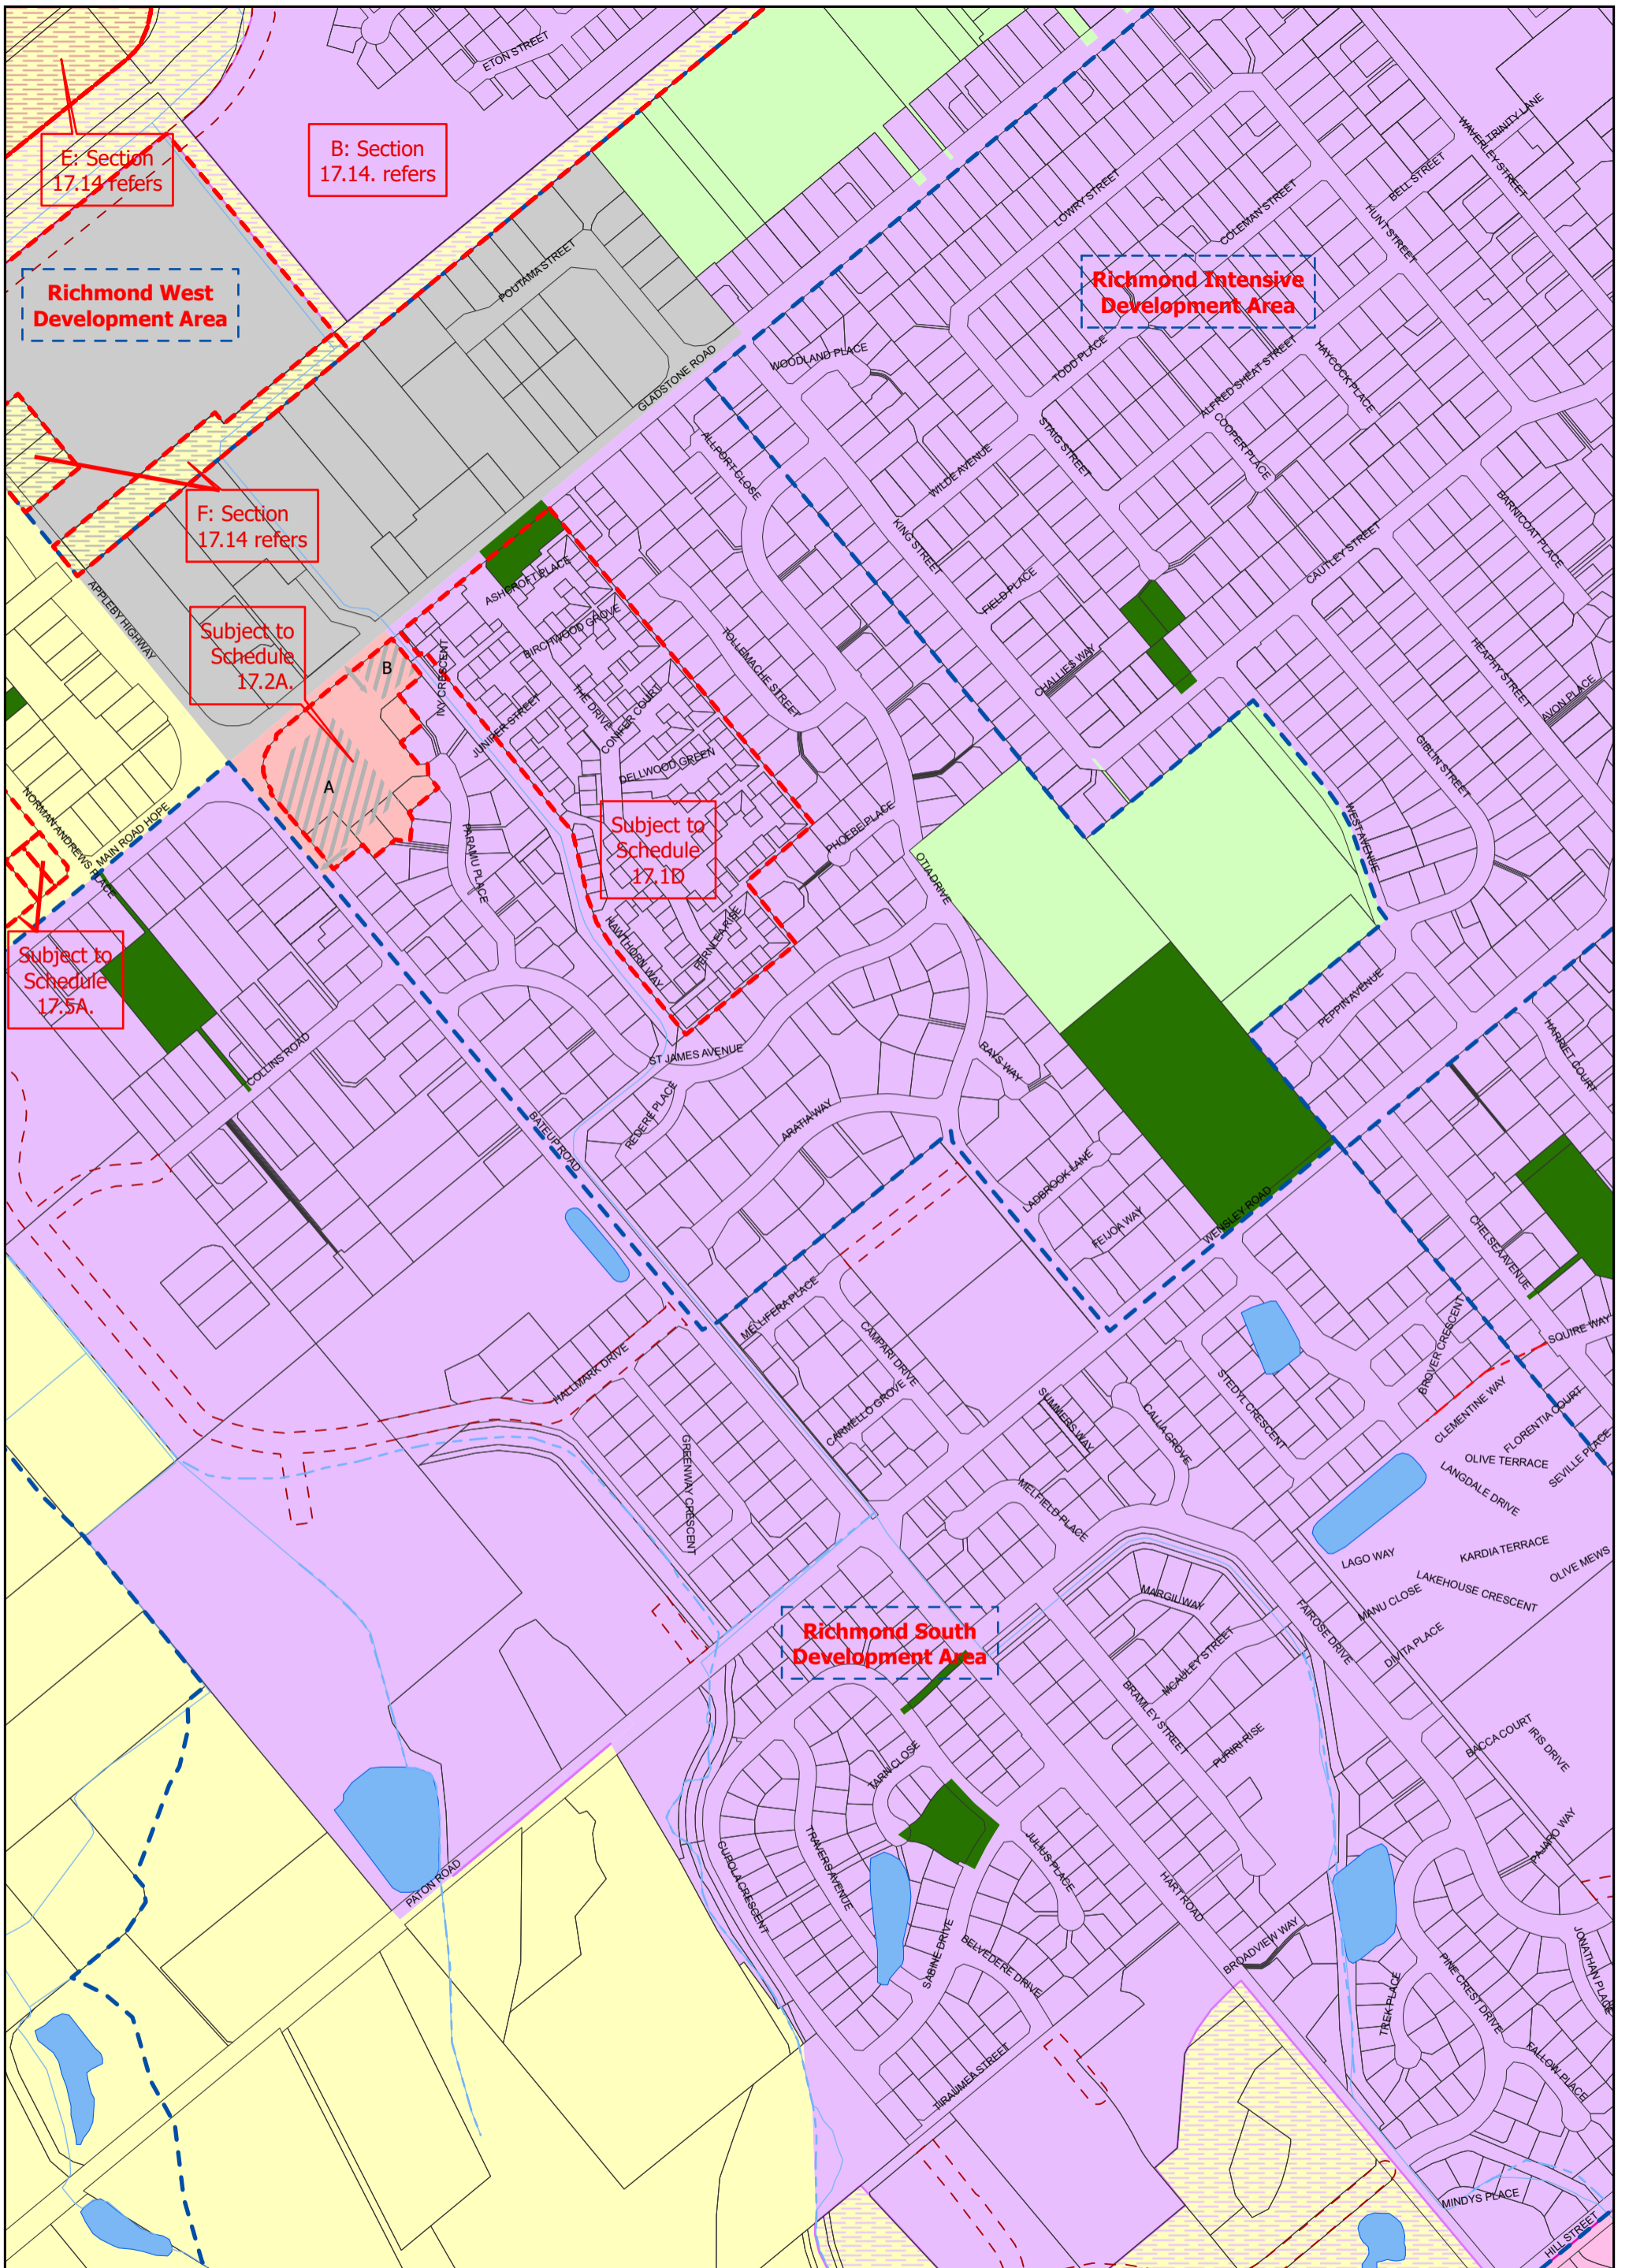 ETON STREET
E: Section
17.14 refers
B: Section
17.14. refers
WAVERLEY STREET
TRINITY LANE
BELL STREET
LOWRY STREET
COLEMAN STREET
HUNT STREET
POUTAMA STREET
Richmond West
Development Area
Richmond Intensive
Development Area
GLADSTONE ROAD
WOODLAND PLACE
TODD PLACE
ALFRED SHEAT STREET
HAYCOCK PLACE
ALLPORT CLOSE
WILDE AVENUE
STAIG STREET
COOPER PLACE
BARNICOAT PLACE
F: Section
17.14 refers
KING STREET
CAUTLEY STREET
APPLEBY HIGHWAY
ASHCROFT PLACE
FIELD PLACE
BIRCHWOOD GROVE
Subject to
Schedule
17.2A.
B
IVY CRESCENT
TOLLEMACHE STREET
CHALLIES WAY
HEAPHY STREET
AVON PLACE
THE DRIVE
JUNIPER STREET
CONIFER COURT
DELLWOOD GREEN
GIBLIN STREET
A
NORMAN ANDREWS PLACE
MAIN ROAD HOPE
PARAMU PLACE
Subject to
Schedule
17.1D
PHOEBE PLACE
OTIA DRIVE
WEST AVENUE
Subject to
Schedule
17.5A.
HAWTHORN WAY
FERNLEA RISE
PEPPIN AVENUE
COLLINS ROAD
ST JAMES AVENUE
RAYS WAY
HARRIET COURT
BATEUP ROAD
REDERE PLACE
ARATIA WAY
LADBROOK LANE
FEIJOA WAY
WENSLEY ROAD
CHELSEA AVENUE
MELLIFERA PLACE
CAMPARI DRIVE
HALLMARK DRIVE
BROVER CRESCENT
SQUIRE WAY
CARMELLO GROVE
SUMMERS WAY
CALIJA GROVE
STEDYL CRESCENT
CLEMENTINE WAY
FLORENTIA COURT
OLIVE TERRACE
SEVILLE PLACE
GREENWAY CRESCENT
MELFIELD PLACE
LANGDALE DRIVE
LAGO WAY
KARDIA TERRACE
OLIVE MEWS
LAKEHOUSE CRESCENT
MANU CLOSE
MARGIL WAY
FAIROSE DRIVE
Richmond South
Development Area
MCAULEY STREET
DIVITA PLACE
BRAMLEY STREET
PURIRI RISE
BACCA COURT
IRIS DRIVE
TARN CLOSE
PAJARO WAY
CUPOLA CRESCENT
TRAVERS AVENUE
JULIUS PLACE
HART ROAD
PATON ROAD
SABINE DRIVE
BELVEDERE DRIVE
BROADVIEW WAY
JONATHAN PLACE
TREK PLACE
PINE CREST DRIVE
FALLOW PLACE
TIRAUMEA STREET
MINDYS PLACE
HILL STREET